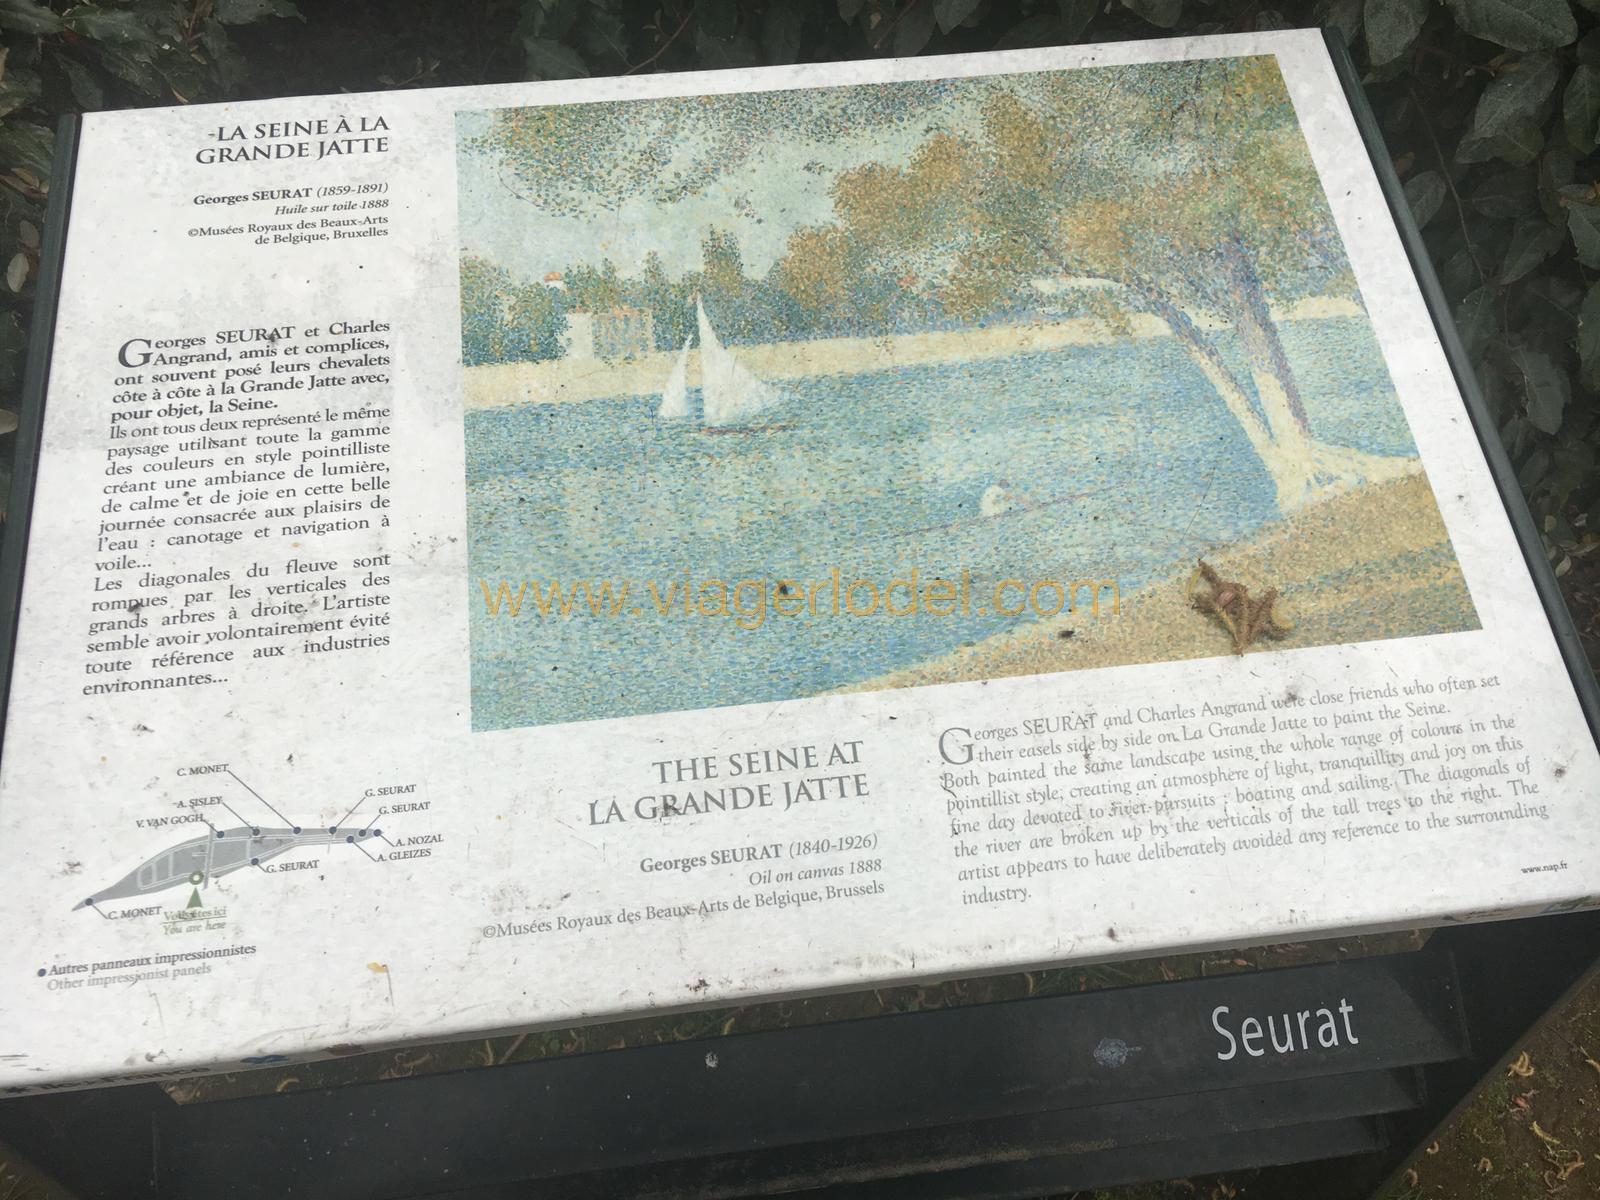 -LA SEINE À LA
GRANDE JATTE
Georges SEURAT (1859-1891)
Huile sur toile 1888
©Musées Royaux des Beaux-Arts
de Belgique, Bruxelles
Georges SEURAT et Charles
Angrand, amis et complices,
ont souvent posé leurs chevalets
côte à côte à la Grande Jatte avec,
pour objet, la Seine.
Ils ont tous deux représenté le même
paysage utilisant toute la gamme
des couleurs en style pointilliste
créant une ambiance de lumière,
de calme et de joie en cette belle
journée consacrée aux plaisirs de
l'eau : canotage et navigation à
voile...
Les diagonales du fleuve sont
rompues par les verticales des
grands arbres à droite. L'artiste
semble avoir volontairement évité
toute référence aux industries
environnantes...
www.viagerlodel.com
THE SEINE AT
LA GRANDE JATTE
Georges SEURAT (1840-1926)
Oil on canvas 1888
©Musées Royaux des Beaux-Arts de Belgique, Brussels
Georges SEURAT and Charles Angrand were close friends who often set
their easels side by side on La Grande Jatte to paint the Seine.
Both painted the same landscape using the whole range of colours in the
pointillist style, creating an atmosphere of light, tranquillity and joy on this
fine day devoted to river pursuits : boating and sailing. The diagonals of
the river are broken up by the verticals of the tall trees to the right. The
artist appears to have deliberately avoided any reference to the surrounding
industry.
www.nap.fr
C. MONET
A. SISLEY
V. VAN GOGH
G. SEURAT
G. SEURAT
A. NOZAL
A. GLEIZES
G. SEURAT
C. MONET
Vous êtes ici
You are here
Autres panneaux impressionnistes
Other impressionist panels
Seurat